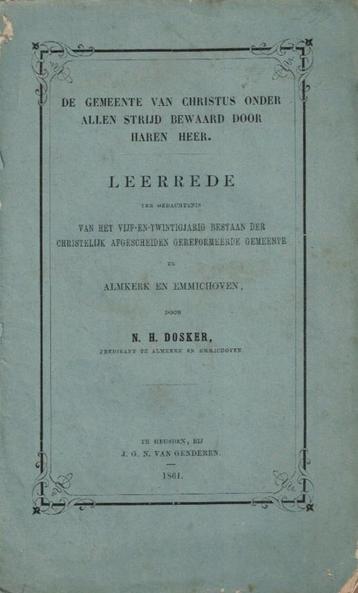 DE GEMEENTE VAN CHRISTUS ONDER
ALLEN STRIJD BEWAARD DOOR
HAREN HEER.
LEERREDE
TER GEDACHTENIS
VAN HET VIJF-EN-TWINTIGJARIG BESTAAN DER
CHRISTELIJK AFGESCHEIDEN GEREFORMEERDE GEMEENTE
TE
ALMKERK EN EMMICHOVEN,
DOOR
N. H. DOSKER,
PREDIKANT TE ALMKERK EN EMMICHOVEN.
TE HEUSDEN, BIJ
J. G. N. VAN GENDEREN.
1861.